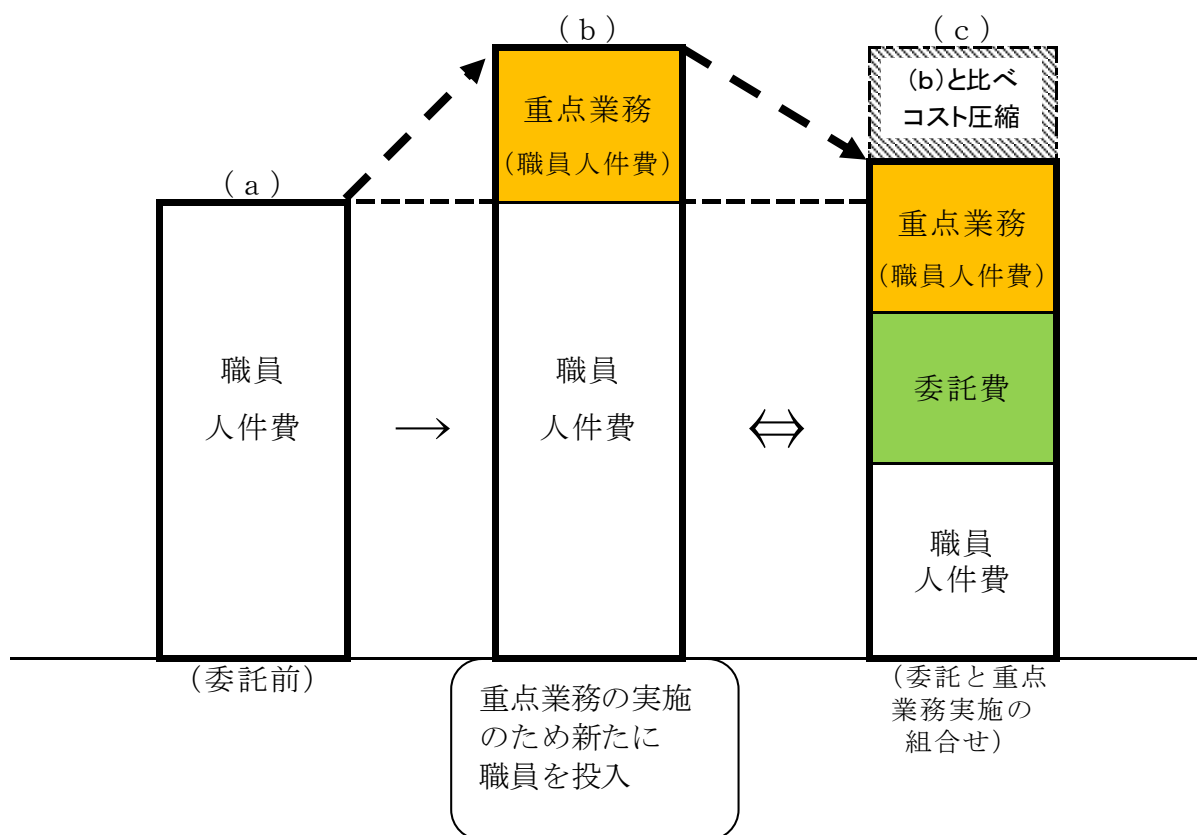 （a）
職員
人件費
（委託前）
→
（b）
重点業務
（職員人件費）
職員
人件費
重点業務の実施
のため新たに
職員を投入
⇔
（c）
(b)と比べ
コスト圧縮
重点業務
（職員人件費）
委託費
職員
人件費
（委託と重点
業務実施の
組合せ）